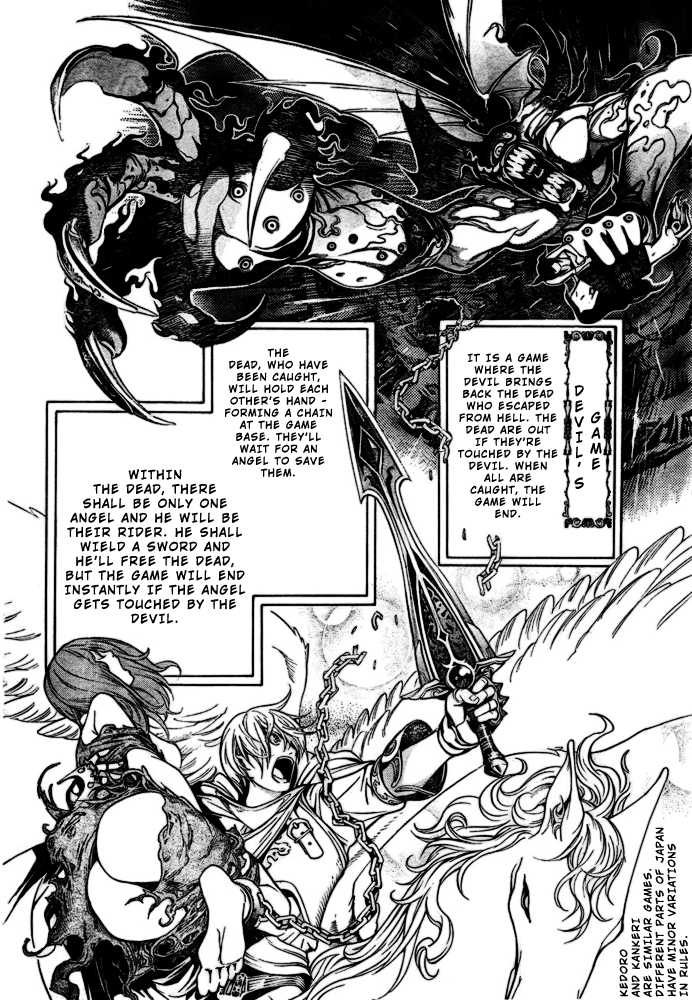 DEVIL'S
GAME
IT IS A GAME
WHERE THE
DEVIL BRINGS
BACK THE DEAD
WHO ESCAPED
FROM HELL. THE
DEAD ARE OUT
IF THEY'RE
TOUCHED BY THE
DEVIL. WHEN
ALL ARE
CAUGHT, THE
GAME WILL
END.
THE
DEAD, WHO HAVE
BEEN CAUGHT,
WILL HOLD EACH
OTHER'S HAND -
FORMING A CHAIN
AT THE GAME
BASE. THEY'LL
WAIT FOR AN
ANGEL TO SAVE
THEM.
WITHIN
THE DEAD, THERE
SHALL BE ONLY ONE
ANGEL AND HE WILL BE
THEIR RIDER. HE SHALL
WIELD A SWORD AND
HE'LL FREE THE DEAD,
BUT THE GAME WILL END
INSTANTLY IF THE ANGEL
GETS TOUCHED BY THE
DEVIL.
KEDORO
AND KANKERI
ARE SIMILAR GAMES.
DIFFERENT PARTS OF JAPAN
HAVE MINOR VARIATIONS
IN RULES.